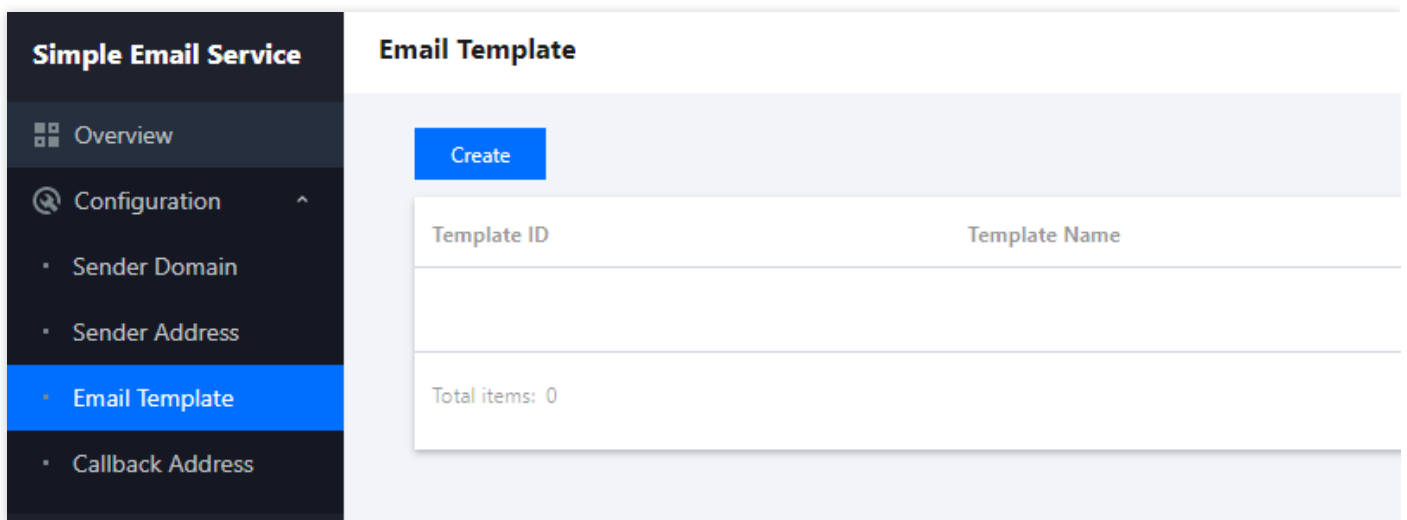 Simple Email Service
Overview
Configuration
Sender Domain
Sender Address
Email Template
Callback Address
Email Template
Create
Template ID Template Name
Total items: 0